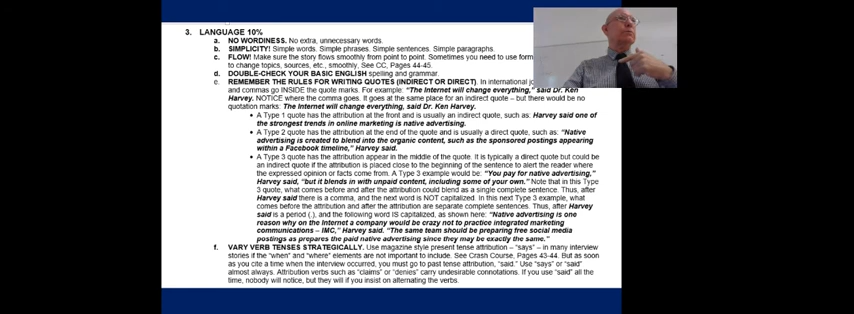 3. LANGUAGE 10%
a. NO WORDINESS. No extra, unnecessary words.
b. SIMPLICITY! Simple words. Simple phrases. Simple sentences. Simple paragraphs.
c. FLOW! Make sure the story flows smoothly from point to point. Sometimes you need to use form
to change topics, sources, etc., smoothly, See CC, Pages 44-45.
d. DOUBLE-CHECK YOUR BASIC ENGLISH spelling and grammar.
e. REMEMBER THE RULES FOR WRITING QUOTES (INDIRECT OR DIRECT). In international jo
and commas go INSIDE the quote marks. For example: “The Internet will change everything,” said Dr. Ken
Harvey. NOTICE where the comma goes. It goes at the same place for an indirect quote – but there would be no
quotation marks: The Internet will change everything, said Dr. Ken Harvey.
• A Type 1 quote has the attribution at the front and is usually an indirect quote, such as: Harvey said one of
the strongest trends in online marketing is native advertising.
• A Type 2 quote has the attribution at the end of the quote and is usually a direct quote, such as: “Native
advertising is created to blend into the organic content, such as the sponsored postings appearing
within a Facebook timeline,” Harvey said.
• A Type 3 quote has the attribution appear in the middle of the quote. It is typically a direct quote but could be
an indirect quote if the attribution is placed close to the beginning of the sentence to alert the reader where
the expressed opinion or facts come from. A Type 3 example would be: “You pay for native advertising,”
Harvey said, “but it blends in with unpaid content, including some of your own.” Note that in this Type
3 quote, what comes before and after the attribution could blend as a single complete sentence. Thus, after
Harvey said there is a comma, and the next word is NOT capitalized. In this next Type 3 example, what
comes before the attribution and after the attribution are separate complete sentences. Thus, after Harvey
said is a period (.), and the following word IS capitalized, as shown here: “Native advertising is one
reason why on the Internet a company would be crazy not to practice integrated marketing
communications – IMC,” Harvey said. “The same team should be preparing free social media
postings as prepares the paid native advertising since they may be exactly the same.”
f. VARY VERB TENSES STRATEGICALLY. Use magazine style present tense attribution – “says” – in many interview
stories if the “when” and “where” elements are not important to include. See Crash Course, Pages 43-44. But as soon
as you cite a time when the interview occurred, you must go to past tense attribution, “said.” Use “says” or “said”
almost always. Attribution verbs such as “claims” or “denies” carry undesirable connotations. If you use “said” all the
time, nobody will notice, but they will if you insist on alternating the verbs.